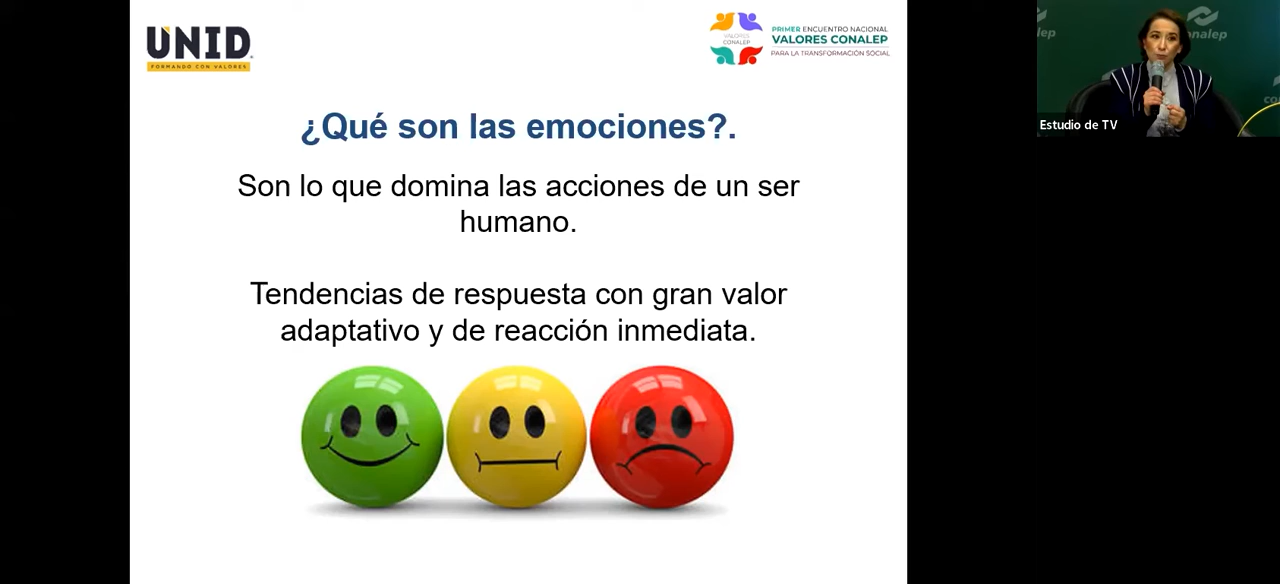 UNID
FORMANDO CON VALORES
VALORES
CONALEP
PRIMER ENCUENTRO NACIONAL
VALORES CONALEP
PARA LA TRANSFORMACIÓN SOCIAL
¿Qué son las emociones?.
Son lo que domina las acciones de un ser
humano.
Tendencias de respuesta con gran valor
adaptativo y de reacción inmediata.
Estudio de TV